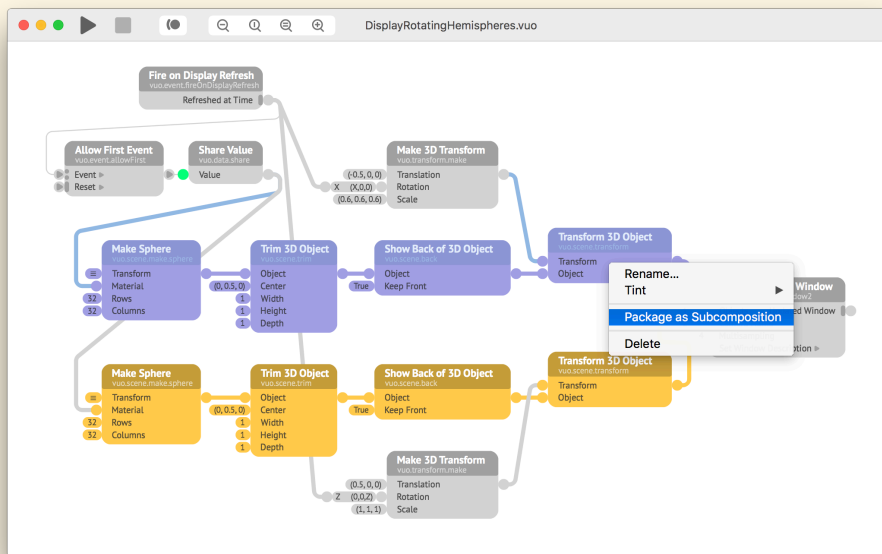 DisplayRotatingHemispheres.vuo
Fire on Display Refresh
vuo.event.fireOnDisplayRefresh
Refreshed at Time
Allow First Event
vuo.event.allowFirst
Event
Reset
Share Value
vuo.data.share
Value
Make 3D Transform
vuo.transform.make
(-0.5, 0, 0) Translation
X (X,0,0) Rotation
(0.6, 0.6, 0.6) Scale
Make Sphere
vuo.scene.make.sphere
Transform
Material
32 Rows
32 Columns
Trim 3D Object
vuo.scene.trim
Object
(0, 0.5, 0) Center
1 Width
1 Height
1 Depth
Show Back of 3D Object
vuo.scene.back
Object
True Keep Front
Transform 3D Object
vuo.scene.transform
Transform
Object
Rename...
Tint
Package as Subcomposition
Delete
Window
dow2
ed Window
Make Sphere
vuo.scene.make.sphere
Transform
Material
32 Rows
32 Columns
Trim 3D Object
vuo.scene.trim
Object
(0, 0.5, 0) Center
1 Width
1 Height
1 Depth
Show Back of 3D Object
vuo.scene.back
Object
True Keep Front
Transform 3D Object
vuo.scene.transform
Transform
Object
Make 3D Transform
vuo.transform.make
(0.5, 0, 0) Translation
Z (0,0,Z) Rotation
(1, 1, 1) Scale